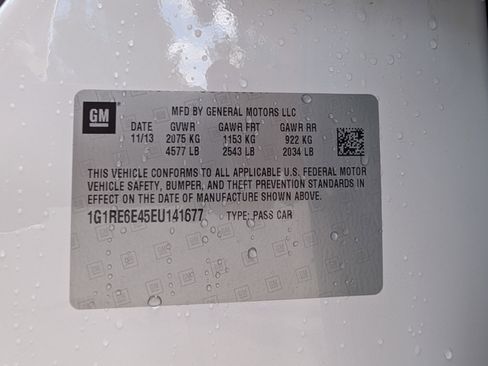 GM
MFD BY GENERAL MOTORS LLC
DATE GVWR GAWR FRT GAWR RR
11/13 2075 KG 1153 KG 922 KG
4577 LB 2543 LB 2034 LB
THIS VEHICLE CONFORMS TO ALL APPLICABLE U.S. FEDERAL MOTOR
VEHICLE SAFETY, BUMPER, AND THEFT PREVENTION STANDARDS IN
EFFECT ON THE DATE OF MANUFACTURE SHOWN ABOVE.
1G1RE6E45EU141677 TYPE: PASS CAR